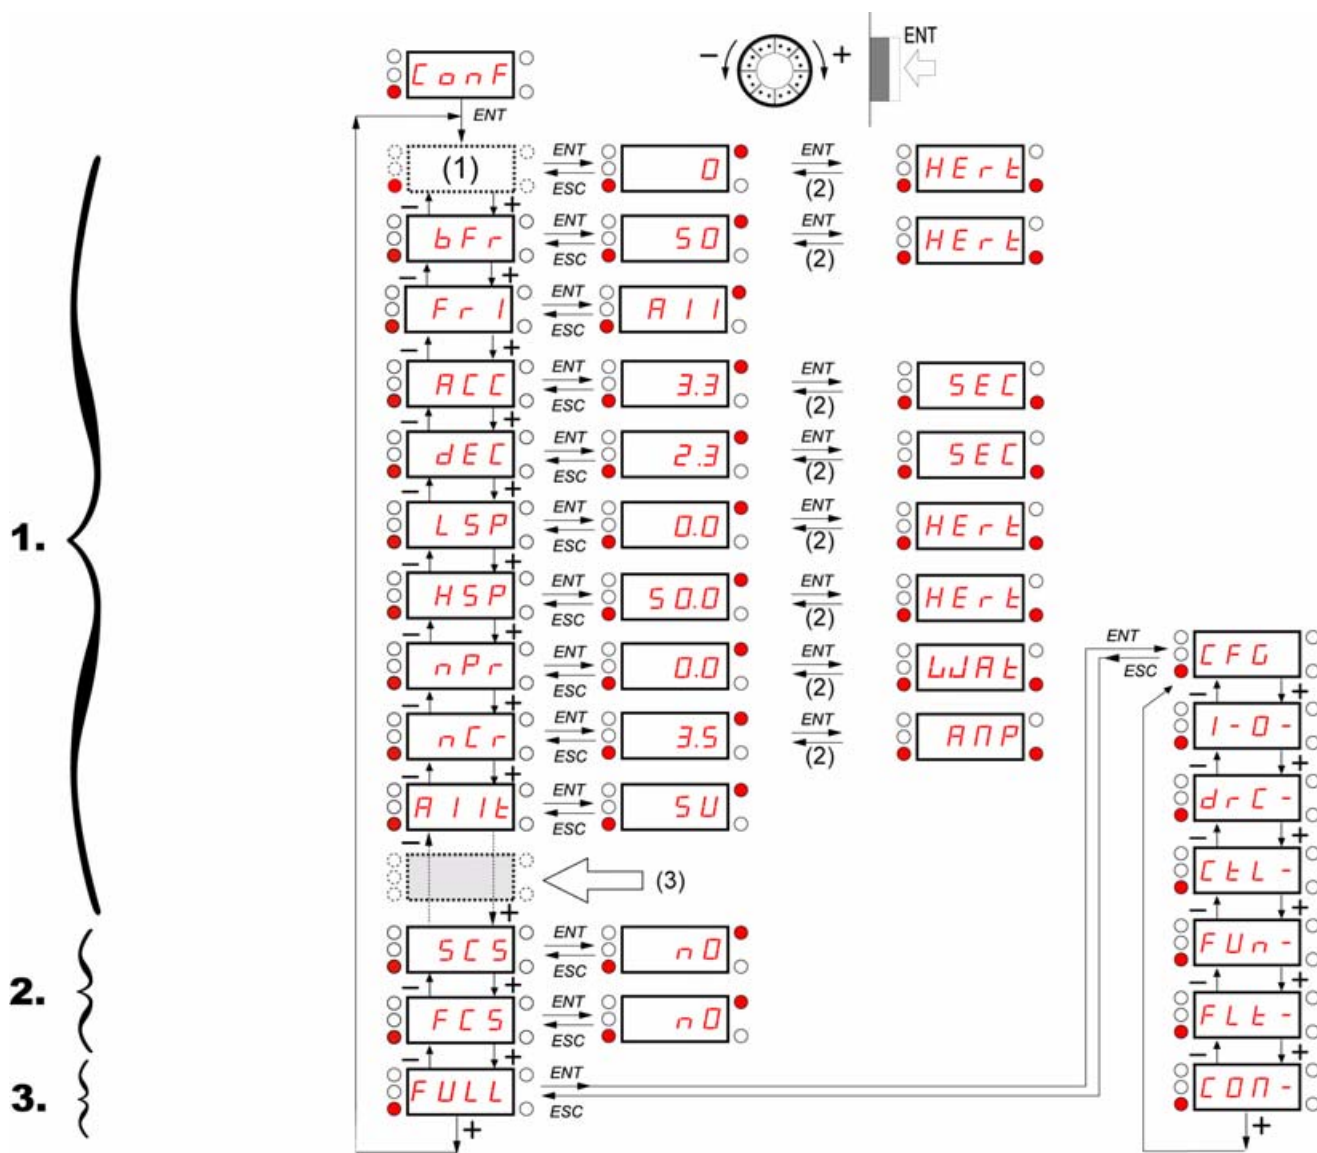 ENT
ConF
ENT
(1) ENT ESC 0 ENT (2) HErt
- +
bFr ENT ESC 50 ENT (2) HErt
- +
Fr1 ENT ESC A11
- +
ACC ENT ESC 3.3 ENT (2) SEC
- +
dEC ENT ESC 2.3 ENT (2) SEC
- +
1. LSP ENT ESC 0.0 ENT (2) HErt
- +
HSP ENT ESC 50.0 ENT (2) HErt
- +
nPr ENT ESC 0.0 ENT (2) WAt ENT ESC CFG
- +
nCr ENT ESC 3.5 ENT (2) AMP I-O-
- +
A11t ENT ESC 5U drC-
- +
(3) CtL-
- +
SCS ENT ESC nO FUn-
- +
2. FCS ENT ESC nO FLt-
- +
3. FULL ENT ESC COM-
+ +